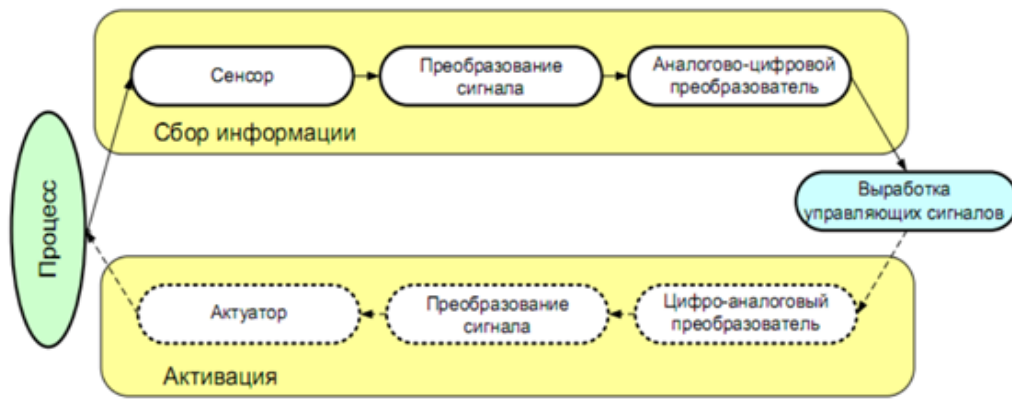 Сенсор
Преобразование
сигнала
Аналогово-цифровой
преобразователь
Сбор информации
Процесс
Выработка
управляющих сигналов
Актуатор
Преобразование
сигнала
Цифро-аналоговый
преобразователь
Активация